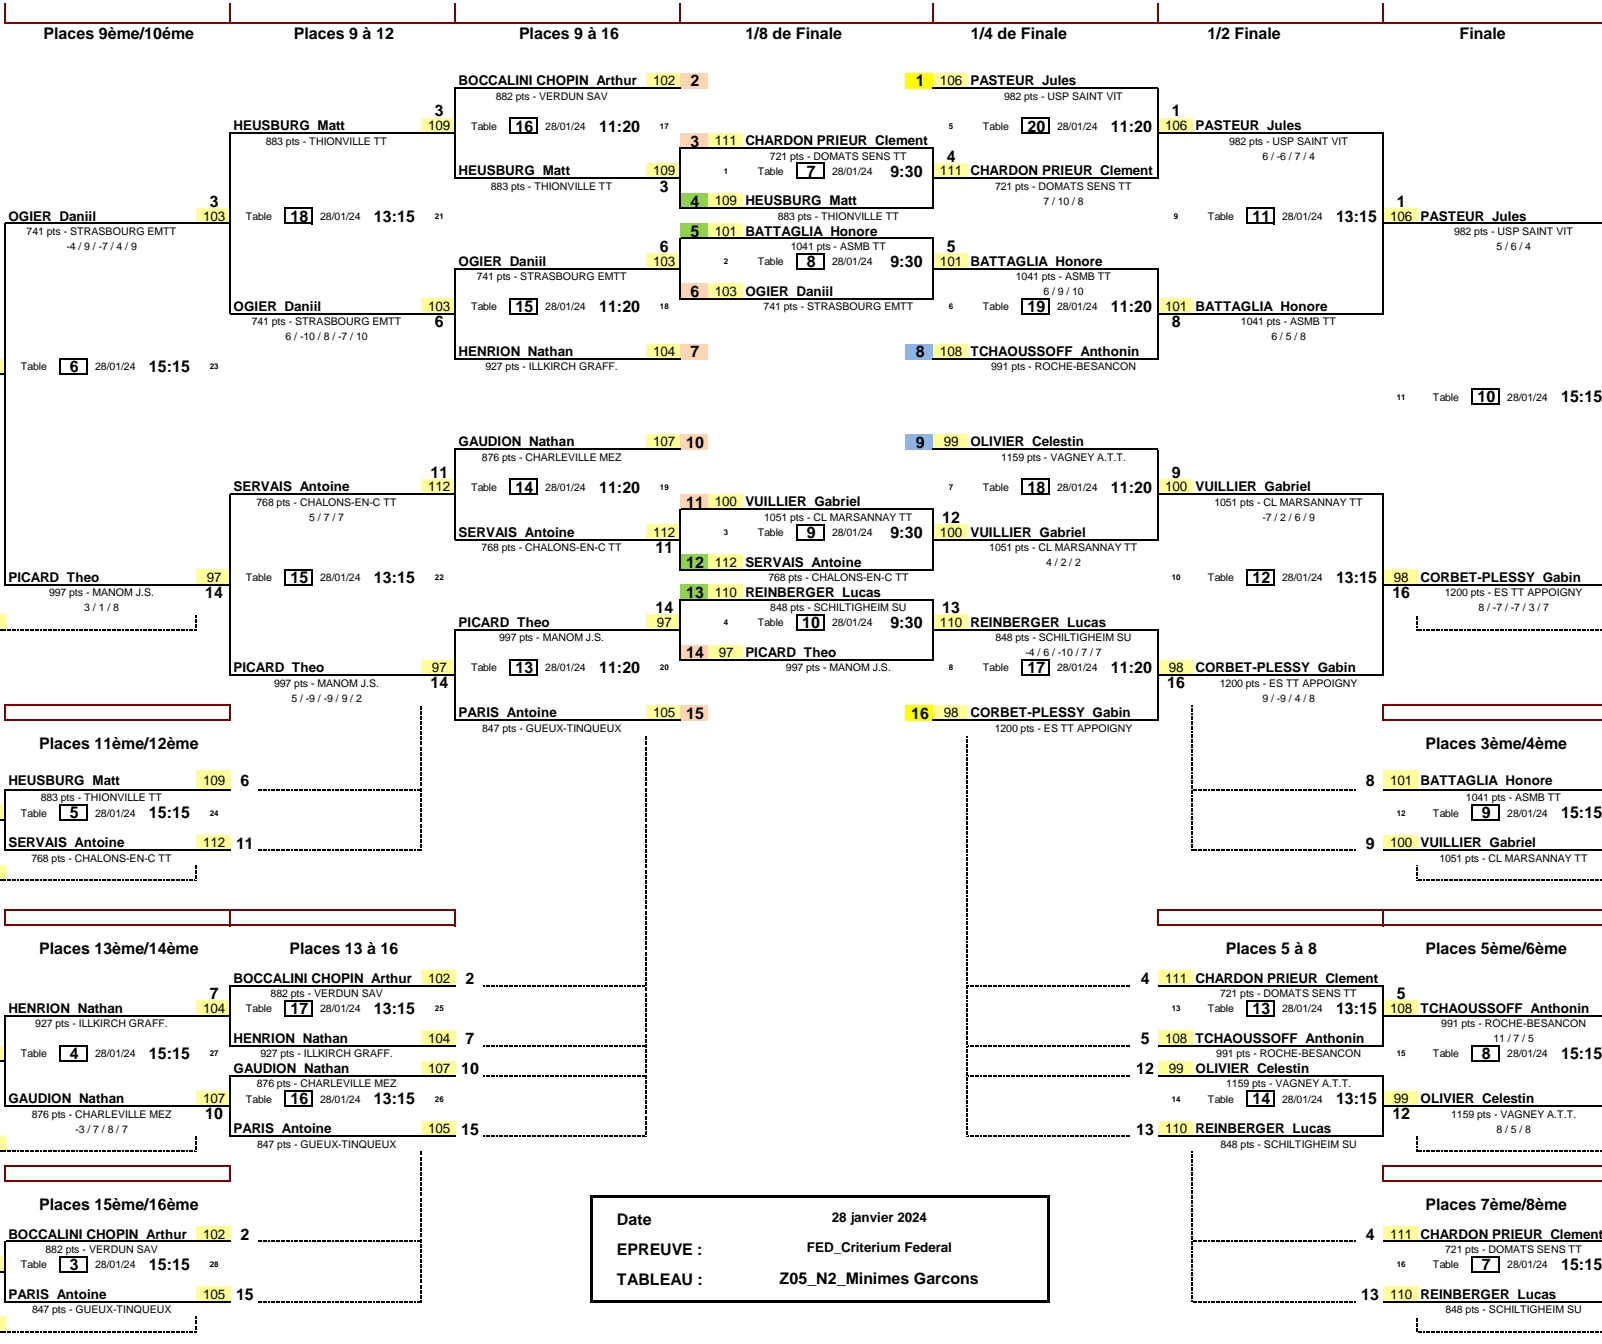 Places 9ème/10éme Places 9 à 12 Places 9 à 16 1/8 de Finale 1/4 de Finale 1/2 Finale Finale
BOCCALINI CHOPIN Arthur 102 2 1 106 PASTEUR Jules
882 pts - VERDUN SAV 982 pts - USP SAINT VIT
3 1
HEUSBURG Matt 109 Table 16 28/01/24 11:20 17 5 Table 20 28/01/24 11:20 106 PASTEUR Jules
883 pts - THIONVILLE TT 3 111 CHARDON PRIEUR Clement 982 pts - USP SAINT VIT
721 pts - DOMATS SENS TT 4 6 / -6 / 7 / 4
HEUSBURG Matt 109 1 Table 7 28/01/24 9:30 111 CHARDON PRIEUR Clement
883 pts - THIONVILLE TT 3 721 pts - DOMATS SENS TT
3 4 109 HEUSBURG Matt 7 / 10 / 8 1
OGIER Daniil 103 Table 18 28/01/24 13:15 21 883 pts - THIONVILLE TT 9 Table 11 28/01/24 13:15 106 PASTEUR Jules
741 pts - STRASBOURG EMTT 5 101 BATTAGLIA Honore 982 pts - USP SAINT VIT
-4 / 9 / -7 / 4 / 9 6 1041 pts - ASMB TT 5 5 / 6 / 4
OGIER Daniil 103 2 Table 8 28/01/24 9:30 101 BATTAGLIA Honore
741 pts - STRASBOURG EMTT 1041 pts - ASMB TT
6 103 OGIER Daniil 6 / 9 / 10
OGIER Daniil 103 Table 15 28/01/24 11:20 18 741 pts - STRASBOURG EMTT 6 Table 19 28/01/24 11:20 101 BATTAGLIA Honore
741 pts - STRASBOURG EMTT 6 8 1041 pts - ASMB TT
6 / -10 / 8 / -7 / 10 6 / 5 / 8
HENRION Nathan 104 7 8 108 TCHAOUSSOFF Anthonin
Table 6 28/01/24 15:15 23 927 pts - ILLKIRCH GRAFF. 991 pts - ROCHE-BESANCON
11 Table 10 28/01/24 15:15
GAUDION Nathan 107 10 9 99 OLIVIER Celestin
876 pts - CHARLEVILLE MEZ 1159 pts - VAGNEY A.T.T.
11 9
SERVAIS Antoine 112 Table 14 28/01/24 11:20 19 7 Table 18 28/01/24 11:20 100 VUILLIER Gabriel
768 pts - CHALONS-EN-C TT 11 100 VUILLIER Gabriel 1051 pts - CL MARSANNAY TT
5 / 7 / 7 1051 pts - CL MARSANNAY TT 12 -7 / 2 / 6 / 9
SERVAIS Antoine 112 3 Table 9 28/01/24 9:30 100 VUILLIER Gabriel
768 pts - CHALONS-EN-C TT 11 1051 pts - CL MARSANNAY TT
12 112 SERVAIS Antoine 4 / 2 / 2
PICARD Theo 97 Table 15 28/01/24 13:15 22 768 pts - CHALONS-EN-C TT 10 Table 12 28/01/24 13:15 98 CORBET-PLESSY Gabin
997 pts - MANOM J.S. 14 13 110 REINBERGER Lucas 16 1200 pts - ES TT APPOIGNY
3 / 1 / 8 14 848 pts - SCHILTIGHEIM SU 13 8 / -7 / -7 / 3 / 7
PICARD Theo 97 4 Table 10 28/01/24 9:30 110 REINBERGER Lucas
997 pts - MANOM J.S. 848 pts - SCHILTIGHEIM SU
14 97 PICARD Theo -4 / 6 / -10 / 7 / 7
PICARD Theo 97 Table 13 28/01/24 11:20 20 997 pts - MANOM J.S. 8 Table 17 28/01/24 11:20 98 CORBET-PLESSY Gabin
997 pts - MANOM J.S. 14 16 1200 pts - ES TT APPOIGNY
5 / -9 / -9 / 9 / 2 9 / -9 / 4 / 8
PARIS Antoine 105 15 16 98 CORBET-PLESSY Gabin
847 pts - GUEUX-TINQUEUX 1200 pts - ES TT APPOIGNY
Places 11ème/12ème Places 3ème/4ème
HEUSBURG Matt 109 6 8 101 BATTAGLIA Honore
883 pts - THIONVILLE TT 1041 pts - ASMB TT
Table 5 28/01/24 15:15 24 12 Table 9 28/01/24 15:15
SERVAIS Antoine 112 11 9 100 VUILLIER Gabriel
768 pts - CHALONS-EN-C TT 1051 pts - CL MARSANNAY TT
Places 13ème/14ème Places 13 à 16 Places 5 à 8 Places 5ème/6ème
BOCCALINI CHOPIN Arthur 102 2 4 111 CHARDON PRIEUR Clement
7 882 pts - VERDUN SAV 721 pts - DOMATS SENS TT 5
HENRION Nathan 104 Table 17 28/01/24 13:15 25 13 Table 13 28/01/24 13:15 108 TCHAOUSSOFF Anthonin
927 pts - ILLKIRCH GRAFF. 991 pts - ROCHE-BESANCON
HENRION Nathan 104 7 5 108 TCHAOUSSOFF Anthonin 11 / 7 / 5
Table 4 28/01/24 15:15 27 927 pts - ILLKIRCH GRAFF. 991 pts - ROCHE-BESANCON 15 Table 8 28/01/24 15:15
GAUDION Nathan 107 10 12 99 OLIVIER Celestin
876 pts - CHARLEVILLE MEZ 1159 pts - VAGNEY A.T.T.
GAUDION Nathan 107 Table 16 28/01/24 13:15 26 14 Table 14 28/01/24 13:15 99 OLIVIER Celestin
876 pts - CHARLEVILLE MEZ 10 12 1159 pts - VAGNEY A.T.T.
-3 / 7 / 8 / 7 PARIS Antoine 105 15 13 110 REINBERGER Lucas 8 / 5 / 8
847 pts - GUEUX-TINQUEUX 848 pts - SCHILTIGHEIM SU
Places 15ème/16ème Places 7ème/8ème
Date 28 janvier 2024
BOCCALINI CHOPIN Arthur 102 2 4 111 CHARDON PRIEUR Clement
882 pts - VERDUN SAV EPREUVE : FED_Criterium Federal 721 pts - DOMATS SENS TT
Table 3 28/01/24 15:15 28 16 Table 7 28/01/24 15:15
TABLEAU : Z05_N2_Minimes Garcons
PARIS Antoine 105 15 13 110 REINBERGER Lucas
847 pts - GUEUX-TINQUEUX 848 pts - SCHILTIGHEIM SU